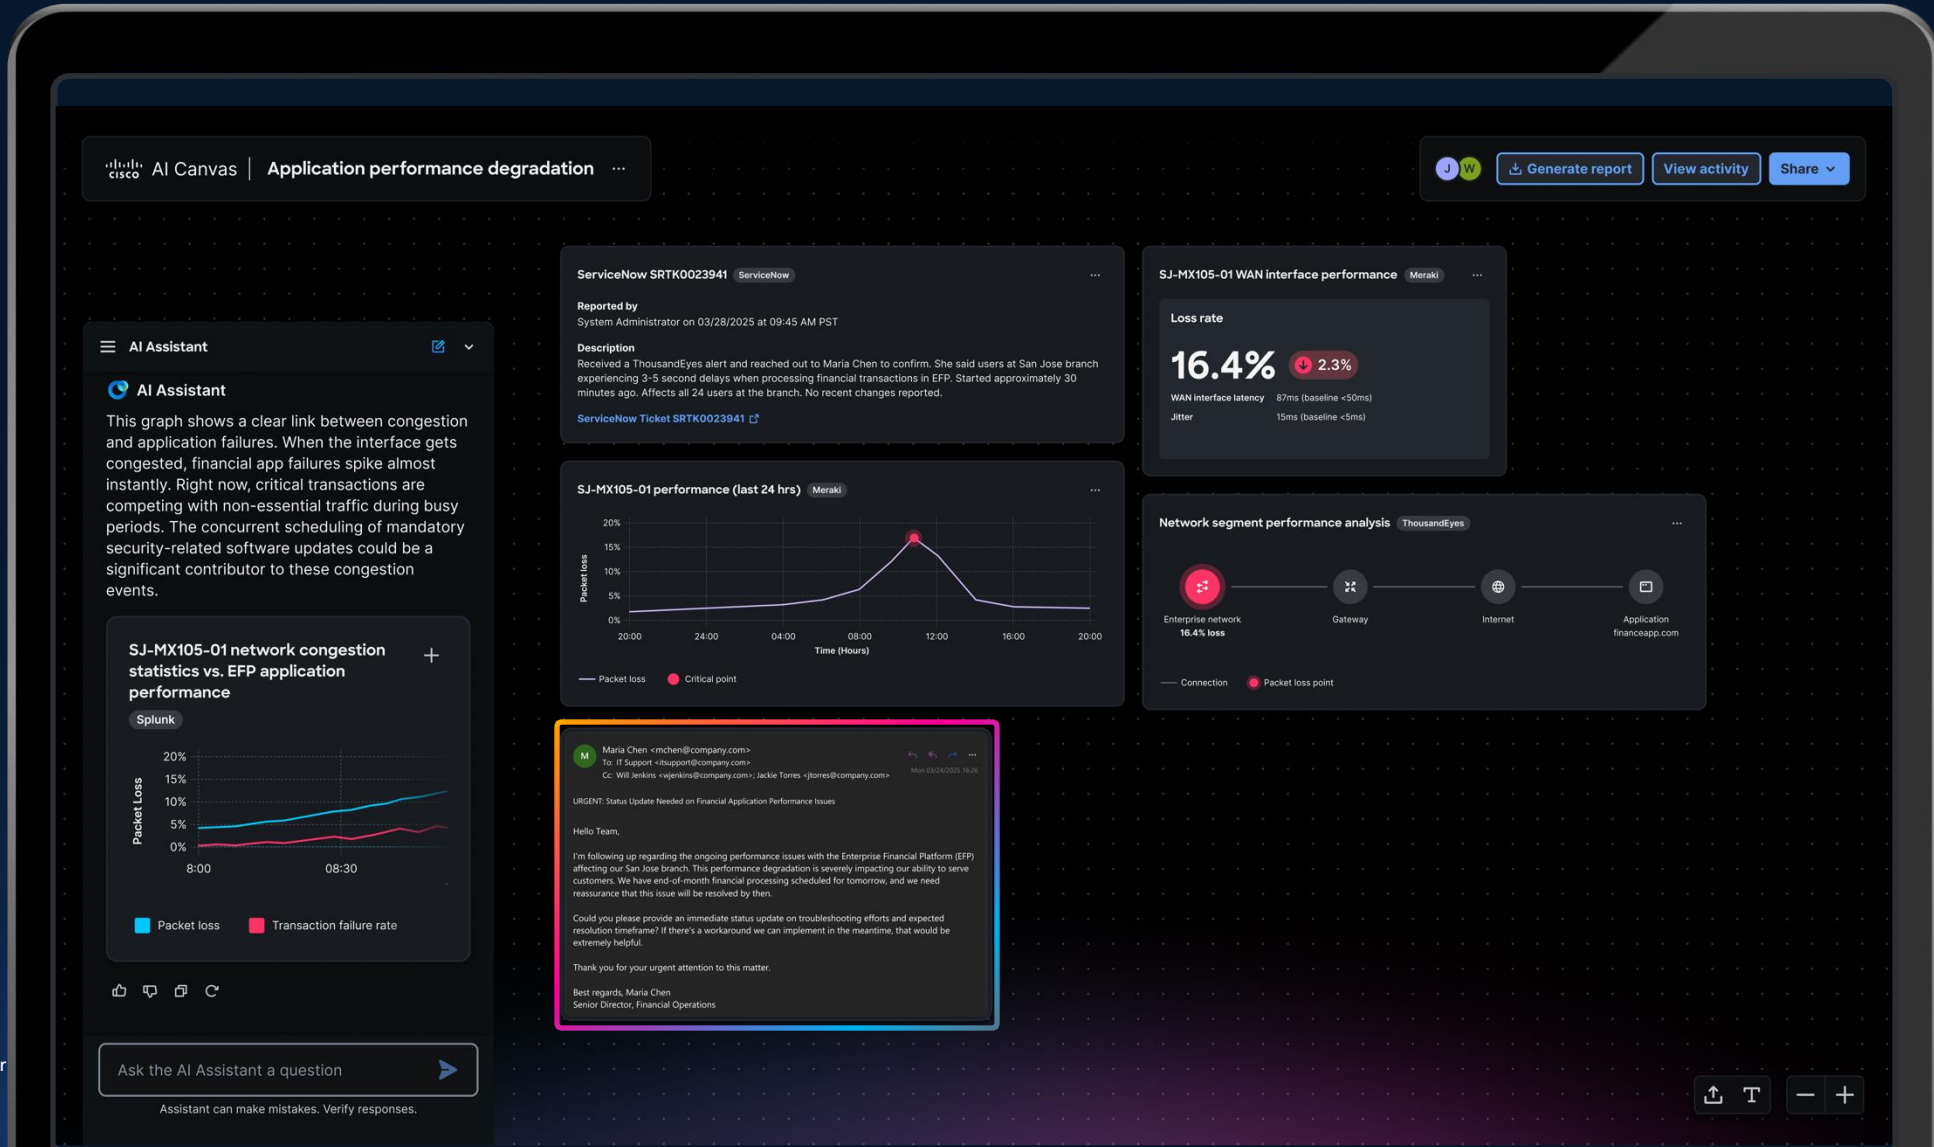 cisco AI Canvas | Application performance degradation ...
J W Generate report View activity Share
AI Assistant
AI Assistant
This graph shows a clear link between congestion
and application failures. When the interface gets
congested, financial app failures spike almost
instantly. Right now, critical transactions are
competing with non-essential traffic during busy
periods. The concurrent scheduling of mandatory
security-related software updates could be a
significant contributor to these congestion
events.
SJ-MX105-01 network congestion
statistics vs. EFP application
performance
Splunk
20%
15%
10%
5%
0%
Packet Loss
8:00 08:30
Packet loss Transaction failure rate
Ask the AI Assistant a question
Assistant can make mistakes. Verify responses.
r
ServiceNow SRTK0023941 ServiceNow ...
Reported by
System Administrator on 03/28/2025 at 09:45 AM PST
Description
Received a ThousandEyes alert and reached out to Maria Chen to confirm. She said users at San Jose branch
experiencing 3-5 second delays when processing financial transactions in EFP. Started approximately 30
minutes ago. Affects all 24 users at the branch. No recent changes reported.
ServiceNow Ticket SRTK0023941
SJ-MX105-01 performance (last 24 hrs) Meraki ...
20%
15%
10%
5%
0%
Packet loss
20:00 24:00 04:00 08:00 12:00 16:00 20:00
Time (Hours)
Packet loss Critical point
M
Maria Chen <mchen@company.com>
To: IT Support <itsupport@company.com>
Cc: Will Jenkins <wjenkins@company.com>; Jackie Torres <jtorres@company.com>
...
Mon 03/24/2025 16:26
URGENT: Status Update Needed on Financial Application Performance Issues
Hello Team,
I'm following up regarding the ongoing performance issues with the Enterprise Financial Platform (EFP)
affecting our San Jose branch. This performance degradation is severely impacting our ability to serve
customers. We have end-of-month financial processing scheduled for tomorrow, and we need
reassurance that this issue will be resolved by then.
Could you please provide an immediate status update on troubleshooting efforts and expected
resolution timeframe? If there's a workaround we can implement in the meantime, that would be
extremely helpful.
Thank you for your urgent attention to this matter.
Best regards, Maria Chen
Senior Director, Financial Operations
SJ-MX105-01 WAN interface performance Meraki ...
Loss rate
16.4% 2.3%
WAN interface latency 87ms (baseline <50ms)
Jitter 15ms (baseline <5ms)
Network segment performance analysis ThousandEyes ...
Enterprise network Gateway Internet Application
16.4% loss financeapp.com
Connection Packet loss point
T